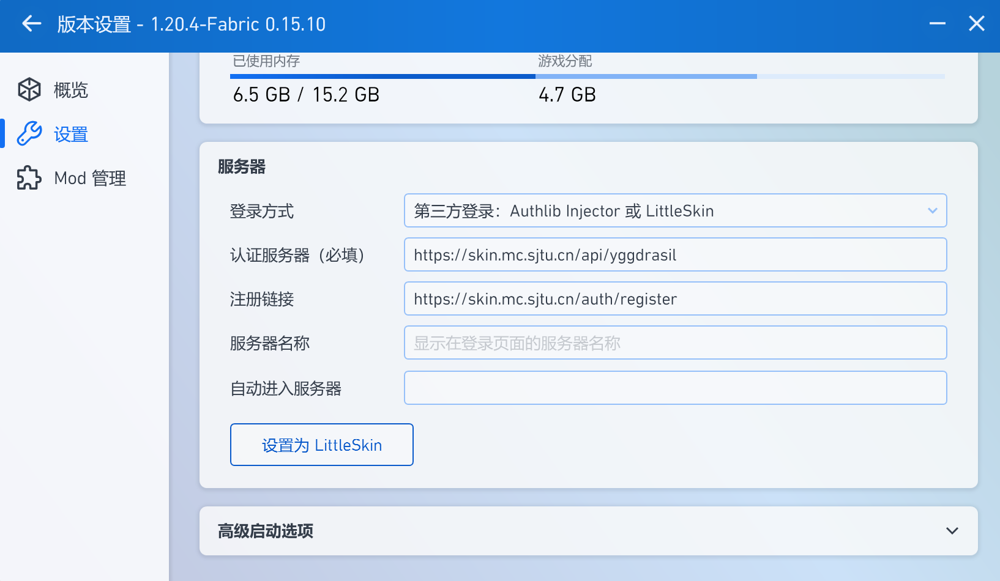 版本设置 - 1.20.4-Fabric 0.15.10
概览
设置
Mod 管理
已使用内存 游戏分配
6.5 GB / 15.2 GB 4.7 GB
服务器
登录方式 第三方登录：Authlib Injector 或 LittleSkin
认证服务器（必填） https://skin.mc.sjtu.cn/api/yggdrasil
注册链接 https://skin.mc.sjtu.cn/auth/register
服务器名称 显示在登录页面的服务器名称
自动进入服务器
设置为 LittleSkin
高级启动选项